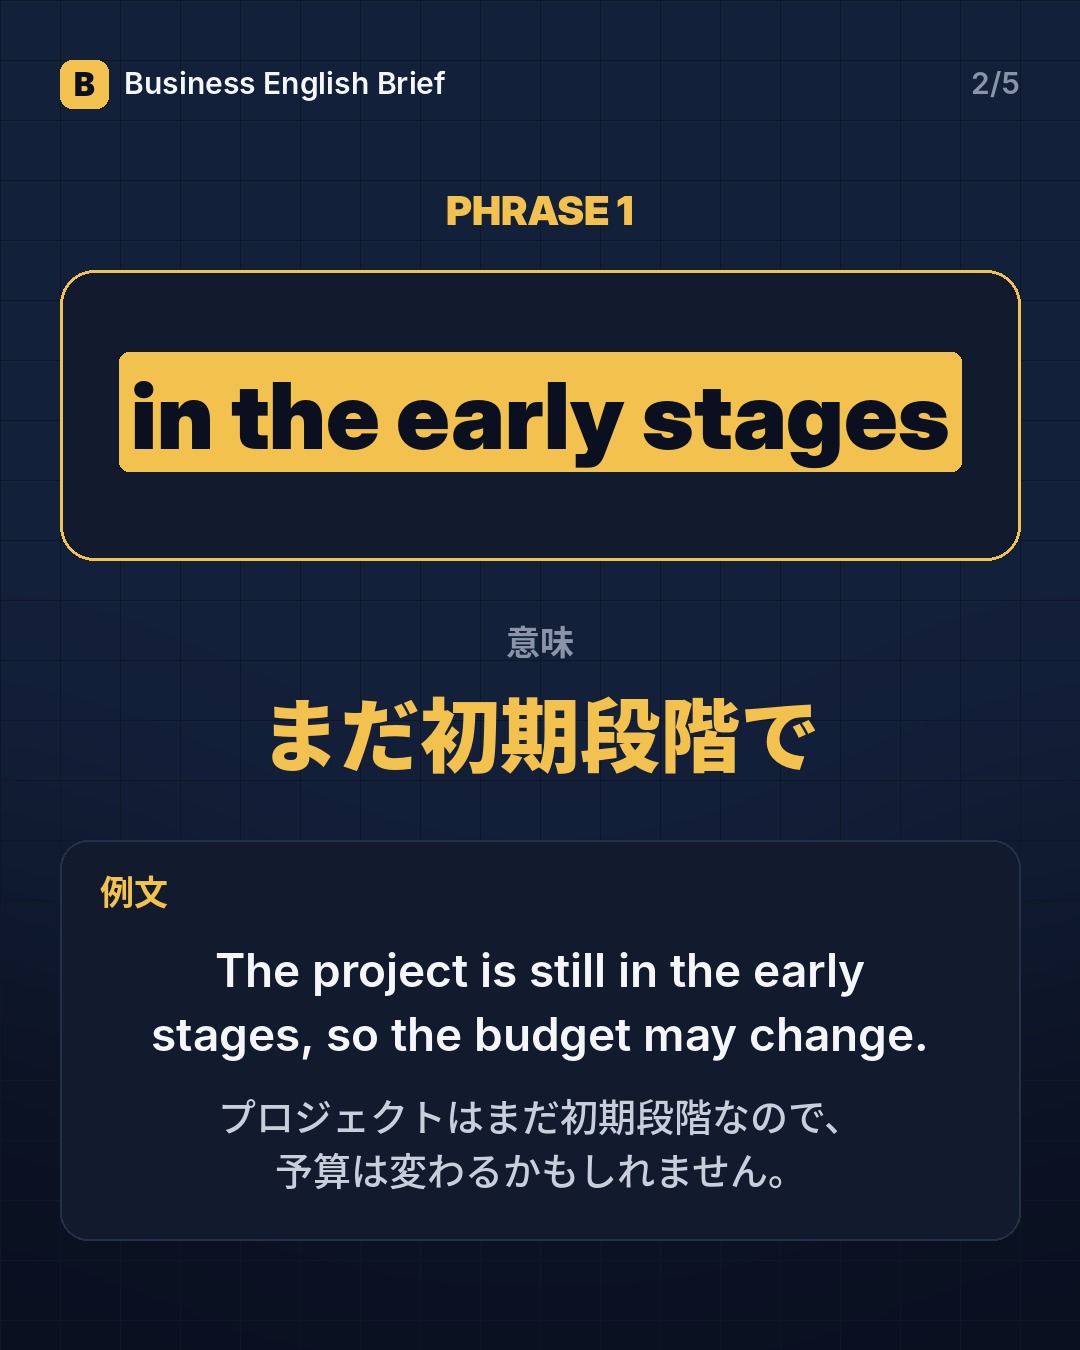 B Business English Brief
2/5
PHRASE 1
in the early stages
意味
まだ初期段階で
例文
The project is still in the early
stages, so the budget may change.
プロジェクトはまだ初期段階なので、
予算は変わるかもしれません。